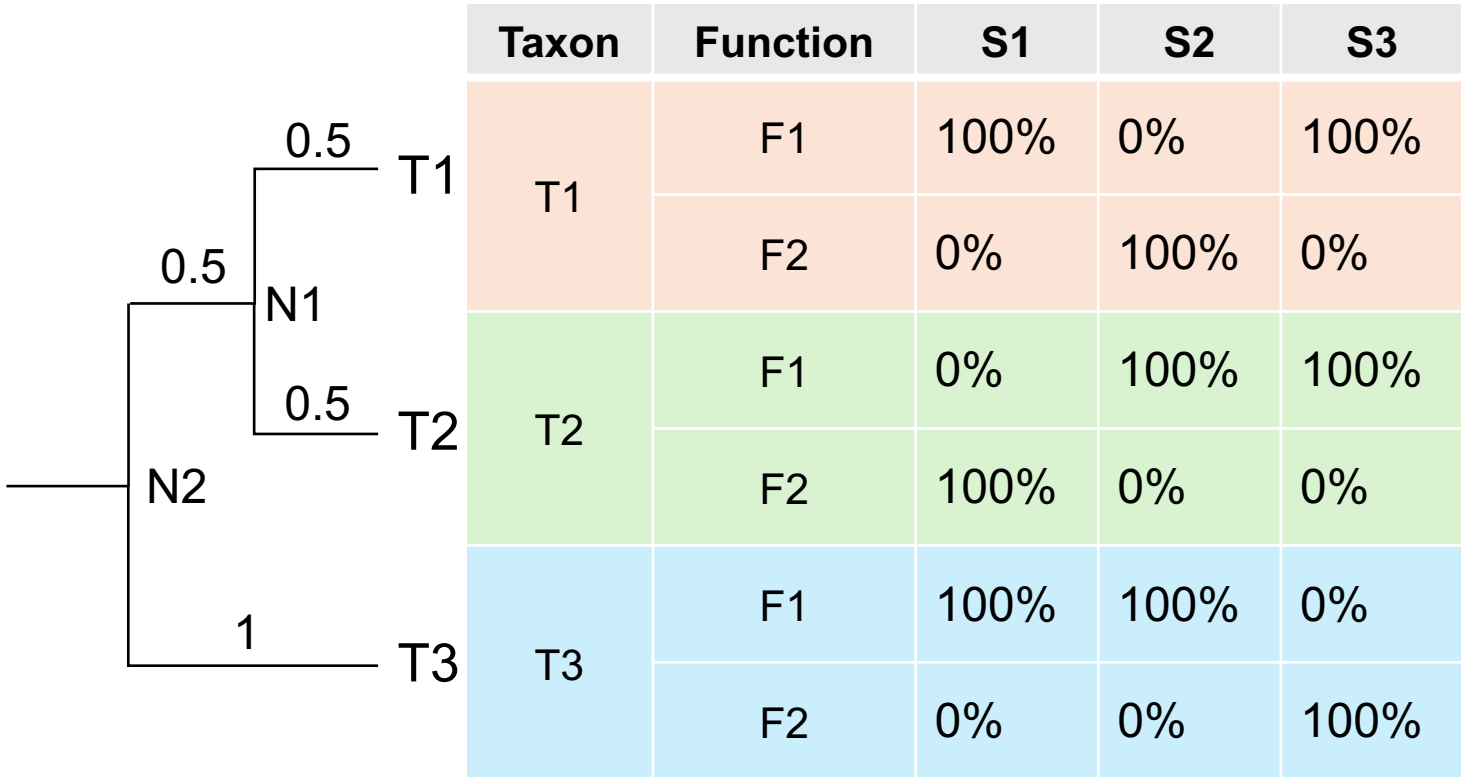 Taxon Function S1 S2 S3
0.5 T1 T1 F1 100% 0% 100%
F2 0% 100% 0%
0.5 N1
0.5 T2 T2 F1 0% 100% 100%
F2 100% 0% 0%
N2
1 T3 T3 F1 100% 100% 0%
F2 0% 0% 100%